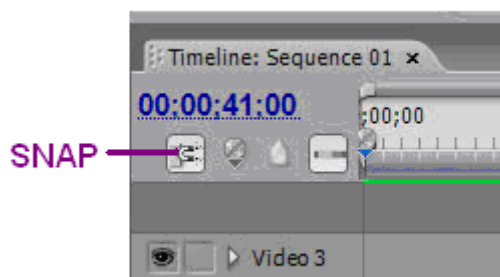 Timeline: Sequence 01 ×
00;00;41;00
;00;00
SNAP
Video 3